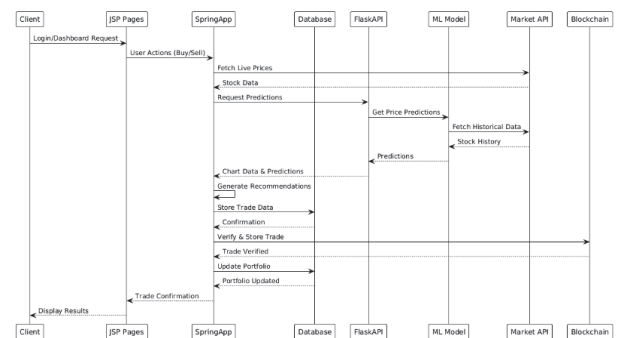 Client JSP Pages SpringApp Database FlaskAPI ML Model Market API Blockchain
Login/Dashboard Request
User Actions (Buy/Sell)
Fetch Live Prices
Stock Data
Request Predictions
Get Price Predictions
Fetch Historical Data
Stock History
Predictions
Chart Data & Predictions
Generate Recommendations
Store Trade Data
Confirmation
Verify & Store Trade
Trade Verified
Update Portfolio
Portfolio Updated
Trade Confirmation
Display Results
Client JSP Pages SpringApp Database FlaskAPI ML Model Market API Blockchain